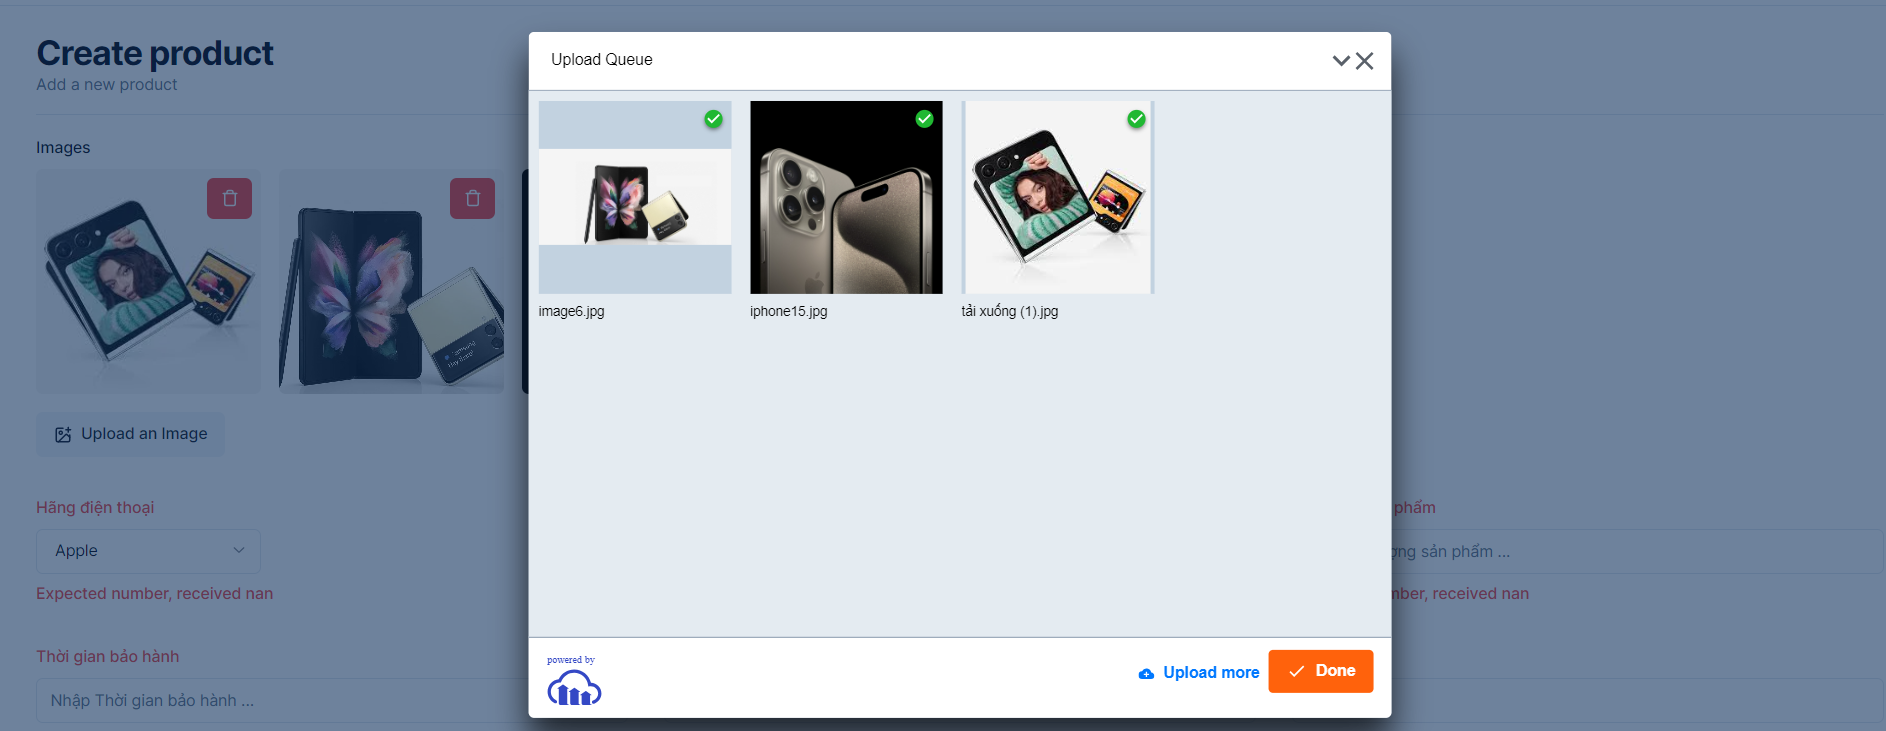 Create product
Add a new product
Images
Upload an Image
Hãng điện thoại
Apple
Expected number, received nan
Thời gian bảo hành
Nhập Thời gian bảo hành ...
Upload Queue
image6.jpg
iphone15.jpg
tải xuống (1).jpg
powered by
Upload more
Done
phẩm
sản phẩm ...
received nan